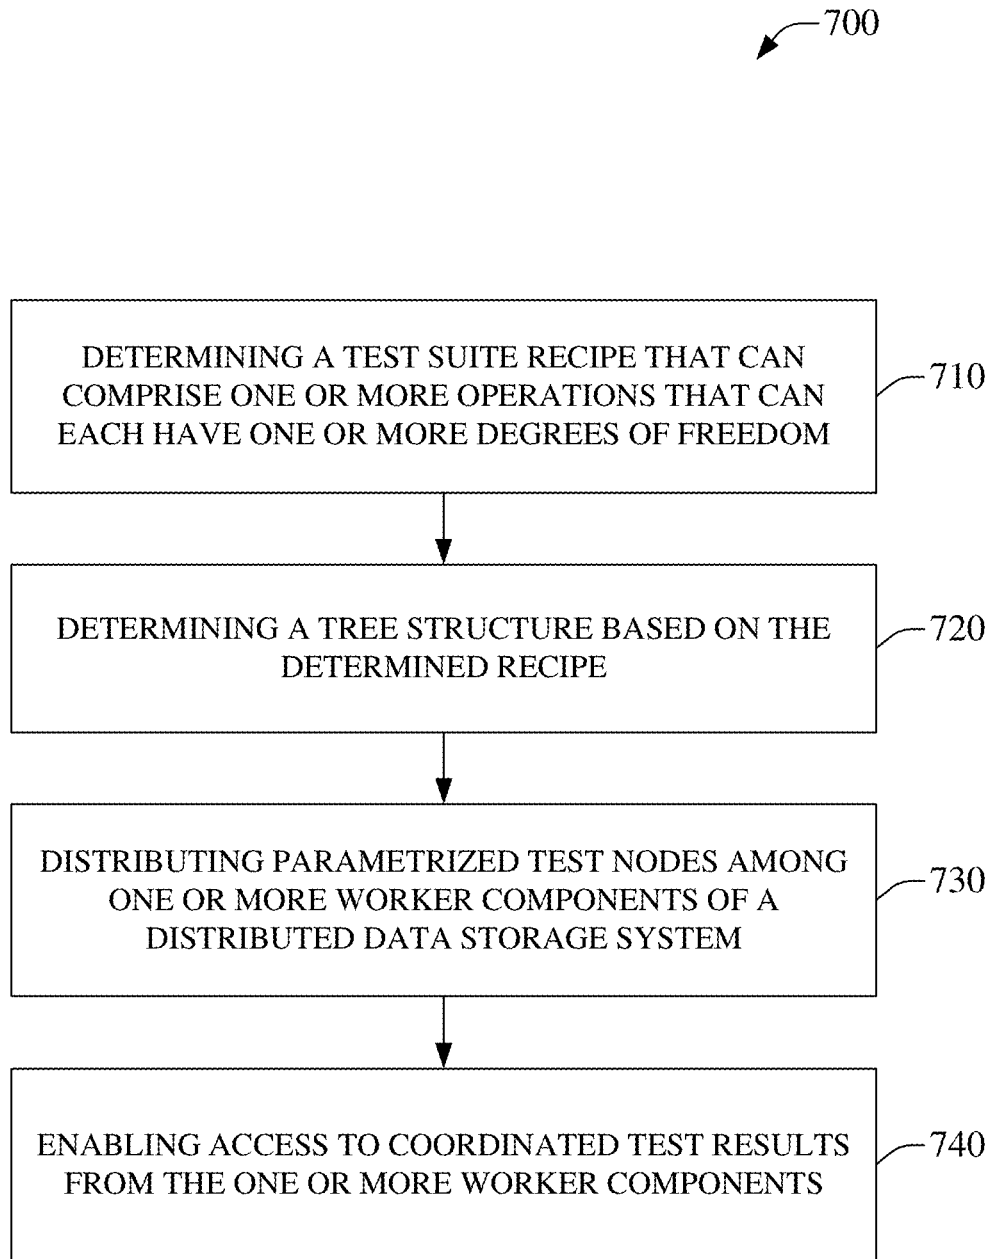 700
DETERMINING A TEST SUITE RECIPE THAT CAN
COMPRISE ONE OR MORE OPERATIONS THAT CAN
EACH HAVE ONE OR MORE DEGREES OF FREEDOM
710
DETERMINING A TREE STRUCTURE BASED ON THE
DETERMINED RECIPE
720
DISTRIBUTING PARAMETRIZED TEST NODES AMONG
ONE OR MORE WORKER COMPONENTS OF A
DISTRIBUTED DATA STORAGE SYSTEM
730
ENABLING ACCESS TO COORDINATED TEST RESULTS
FROM THE ONE OR MORE WORKER COMPONENTS
740